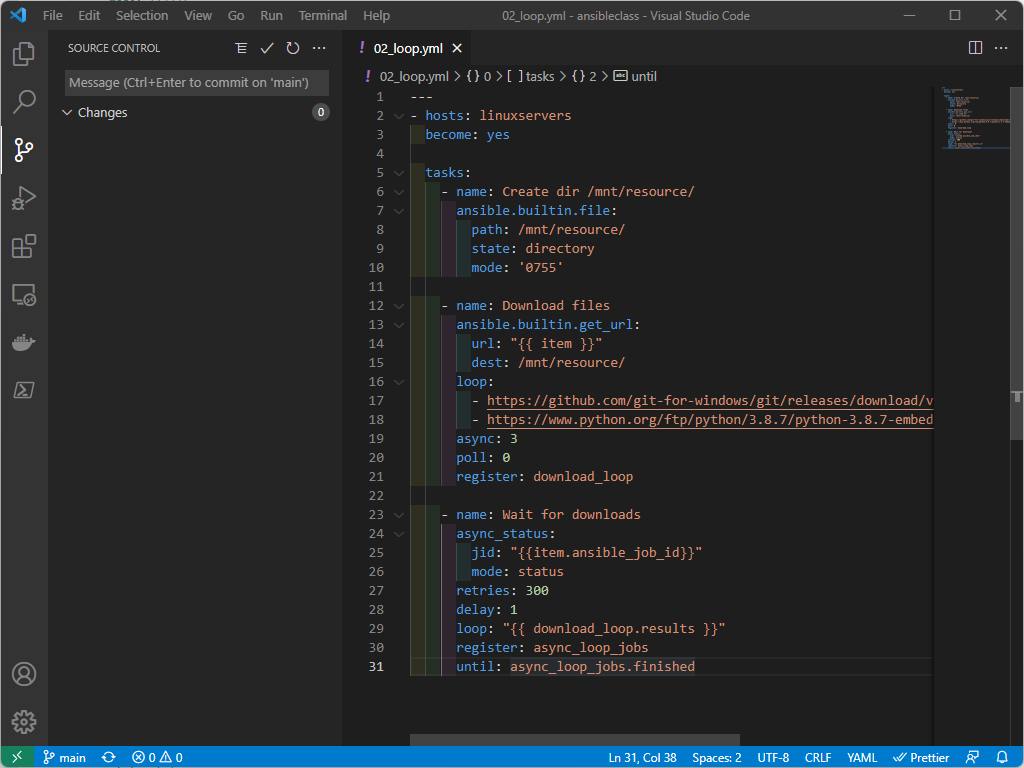 File Edit Selection View Go Run Terminal Help 02_loop.yml - ansibleclass - Visual Studio Code
SOURCE CONTROL
Message (Ctrl+Enter to commit on 'main')
Changes 0
! 02_loop.yml
! 02_loop.yml > {} 0 > [ ] tasks > {} 2 > abc until
1 ---
2 - hosts: linuxservers
3 become: yes
4
5 tasks:
6 - name: Create dir /mnt/resource/
7 ansible.builtin.file:
8 path: /mnt/resource/
9 state: directory
10 mode: '0755'
11
12 - name: Download files
13 ansible.builtin.get_url:
14 url: "{{ item }}"
15 dest: /mnt/resource/
16 loop:
17 - https://github.com/git-for-windows/git/releases/download/v
18 - https://www.python.org/ftp/python/3.8.7/python-3.8.7-embed
19 async: 3
20 poll: 0
21 register: download_loop
22
23 - name: Wait for downloads
24 async_status:
25 jid: "{{item.ansible_job_id}}"
26 mode: status
27 retries: 300
28 delay: 1
29 loop: "{{ download_loop.results }}"
30 register: async_loop_jobs
31 until: async_loop_jobs.finished
main 0 0 Ln 31, Col 38 Spaces: 2 UTF-8 CRLF YAML Prettier